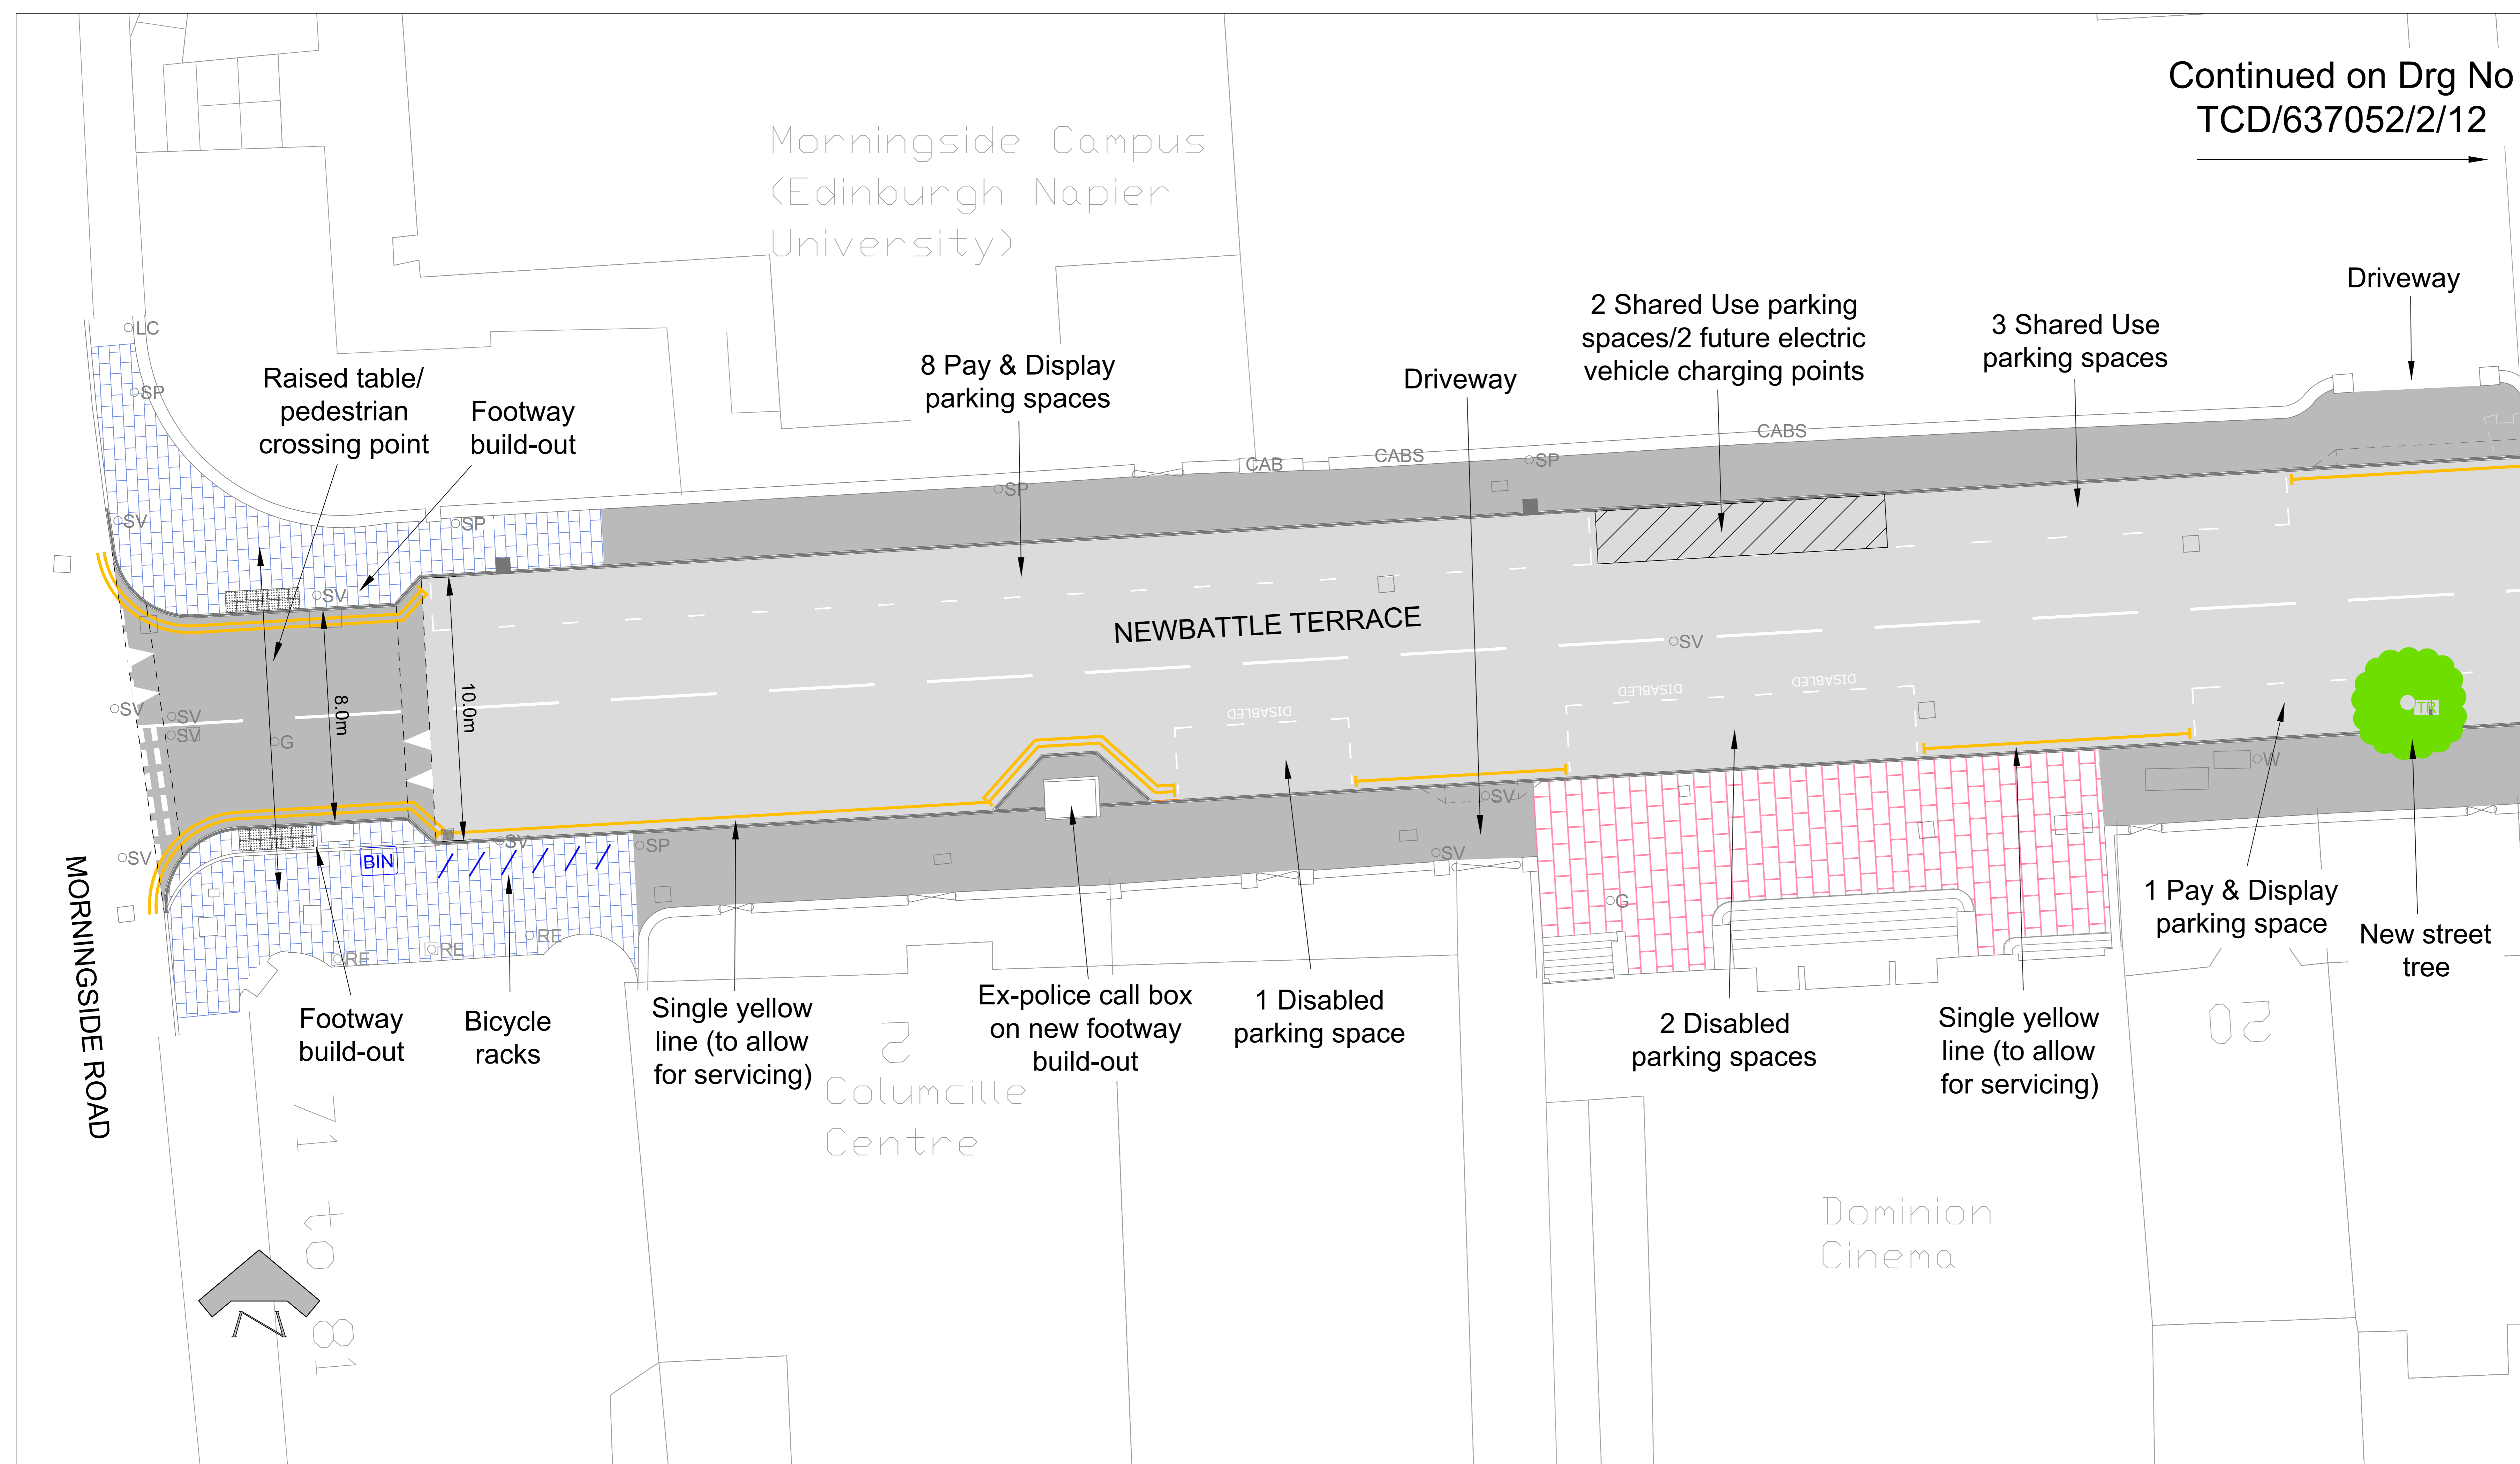 Continued on Drg No
TCD/637052/2/12
Morningside Campus
(Edinburgh Napier
University)
Driveway
2 Shared Use parking
spaces/2 future electric
vehicle charging points
3 Shared Use
parking spaces
LC
8 Pay & Display
parking spaces
Driveway
Raised table/
pedestrian
crossing point
Footway
build-out
SP
CABS
CABS
CAB
SP
SP
SV
SP
SV
NEWBATTLE TERRACE
SV
10.0m
8.0m
DISABLED
DISABLED
DISABLED
SV
SV
SV
G
TR
W
SV
SV
SP
SV
SV
BIN
G
RE
RE
RE
MORNINGSIDE ROAD
1 Pay & Display
parking space
New street
tree
Footway
build-out
Bicycle
racks
Single yellow
line (to allow
for servicing)
Ex-police call box
on new footway
build-out
1 Disabled
parking space
2 Disabled
parking spaces
Single yellow
line (to allow
for servicing)
2
Columcille
Centre
20
71 to 81
Dominion
Cinema
N